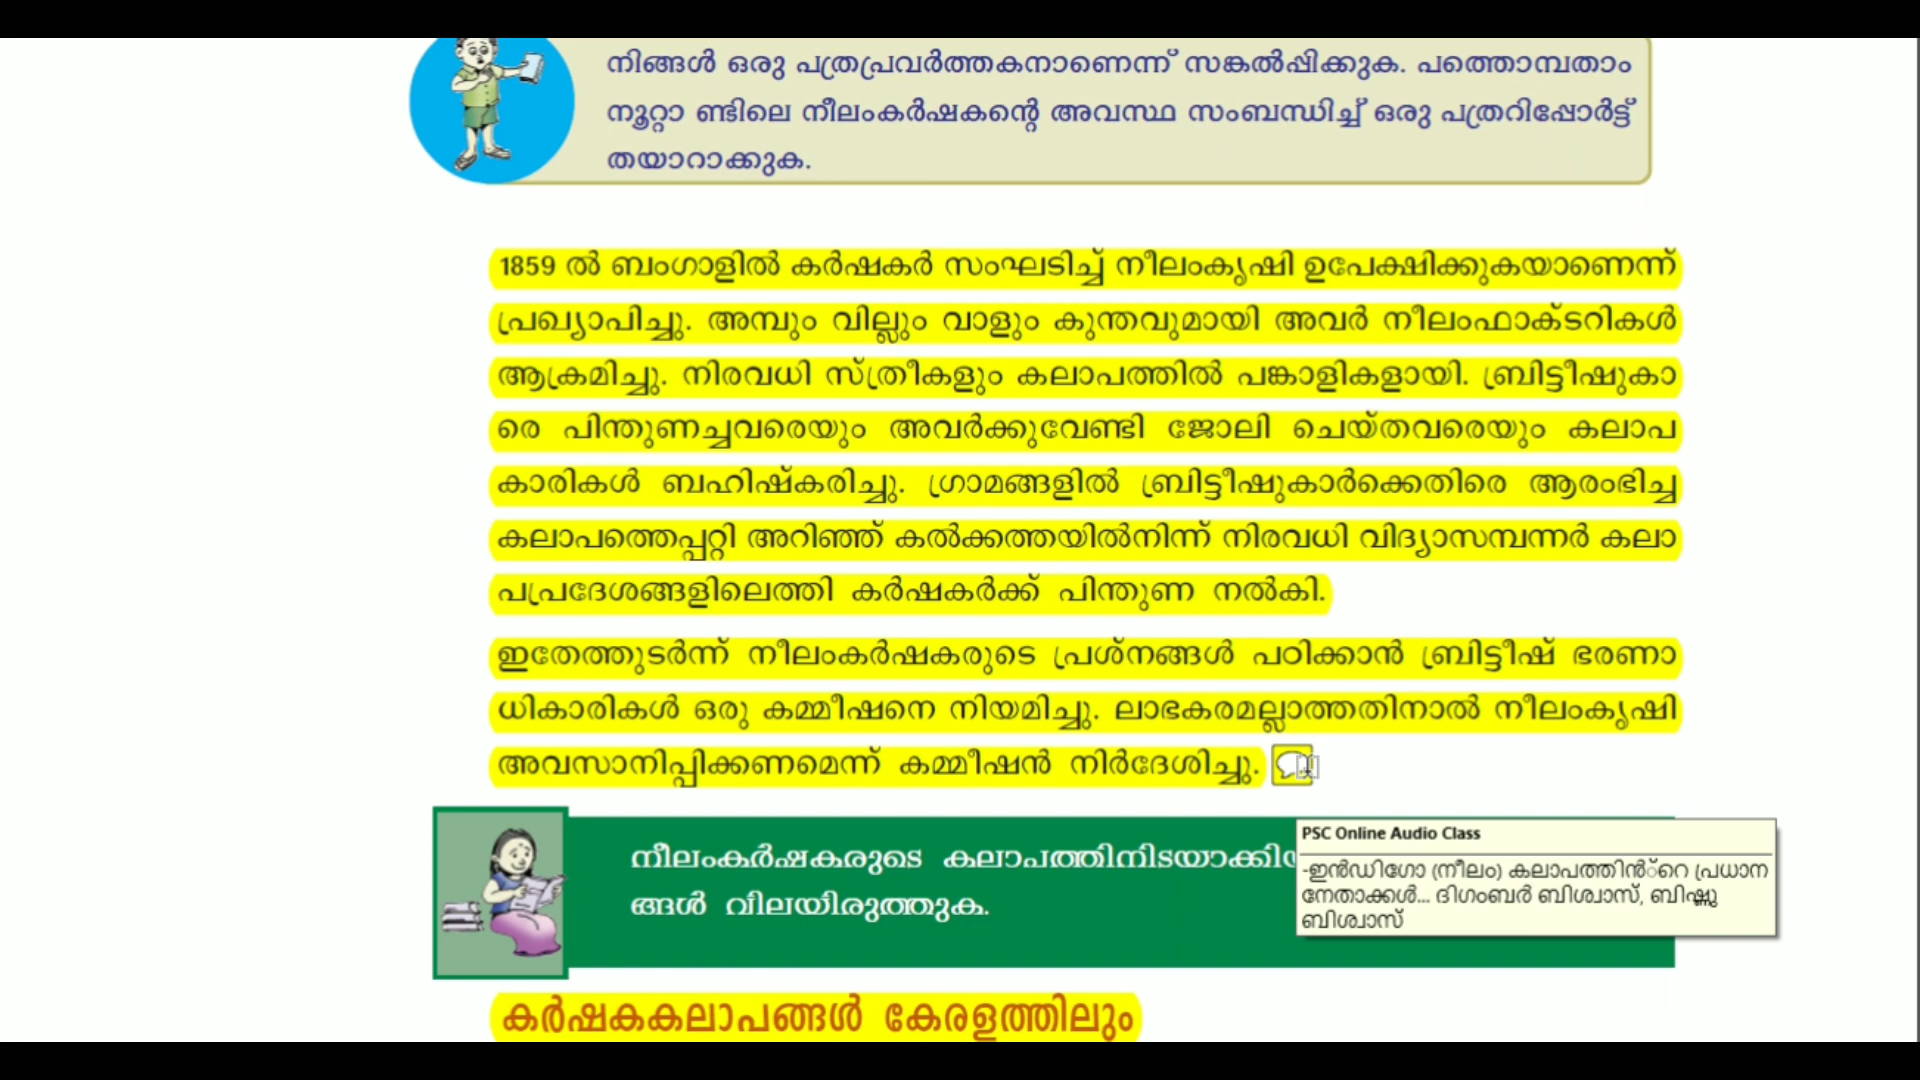 നിങ്ങൾ ഒരു പത്രപ്രവർത്തകനാണെന്ന് സങ്കൽപ്പിക്കുക. പത്തൊമ്പതാം
നൂറ്റാ ണ്ടിലെ നീലംകർഷകന്റെ അവസ്ഥ സംബന്ധിച്ച് ഒരു പത്രറിപ്പോർട്ട്
തയാറാക്കുക.
1859 ൽ ബംഗാളിൽ കർഷകർ സംഘടിച്ച് നീലംകൃഷി ഉപേക്ഷിക്കുകയാണെന്ന്
പ്രഖ്യാപിച്ചു. അമ്പും വില്ലും വാളും കുന്തവുമായി അവർ നീലംഫാക്ടറികൾ
ആക്രമിച്ചു. നിരവധി സ്ത്രീകളും കലാപത്തിൽ പങ്കാളികളായി. ബ്രിട്ടീഷുകാ
രെ പിന്തുണച്ചവരെയും അവർക്കുവേണ്ടി ജോലി ചെയ്തവരെയും കലാപ
കാരികൾ ബഹിഷ്കരിച്ചു. ഗ്രാമങ്ങളിൽ ബ്രിട്ടീഷുകാർക്കെതിരെ ആരംഭിച്ച
കലാപത്തെപ്പറ്റി അറിഞ്ഞ് കൽക്കത്തയിൽനിന്ന് നിരവധി വിദ്യാസമ്പന്നർ കലാ
പപ്രദേശങ്ങളിലെത്തി കർഷകർക്ക് പിന്തുണ നൽകി.
ഇതേത്തുടർന്ന് നീലംകർഷകരുടെ പ്രശ്നങ്ങൾ പഠിക്കാൻ ബ്രിട്ടീഷ് ഭരണാ
ധികാരികൾ ഒരു കമ്മീഷനെ നിയമിച്ചു. ലാഭകരമല്ലാത്തതിനാൽ നീലംകൃഷി
അവസാനിപ്പിക്കണമെന്ന് കമ്മീഷൻ നിർദേശിച്ചു.
നീലംകർഷകരുടെ കലാപത്തിനിടയാക്കിയ
ങ്ങൾ വിലയിരുത്തുക.
PSC Online Audio Class
-ഇൻഡിഗോ (നീലം) കലാപത്തിൻ്റെ പ്രധാന
നേതാക്കൾ... ദിഗംബർ ബിശ്വാസ്, ബിഷ്ണു
ബിശ്വാസ്
കർഷകകലാപങ്ങൾ കേരളത്തിലും